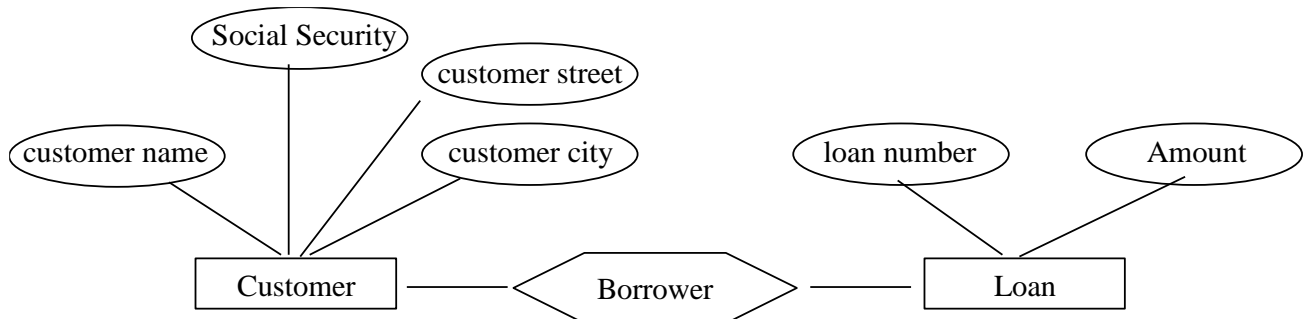 Social Security
customer street
customer name
customer city
loan number
Amount
Customer
Borrower
Loan